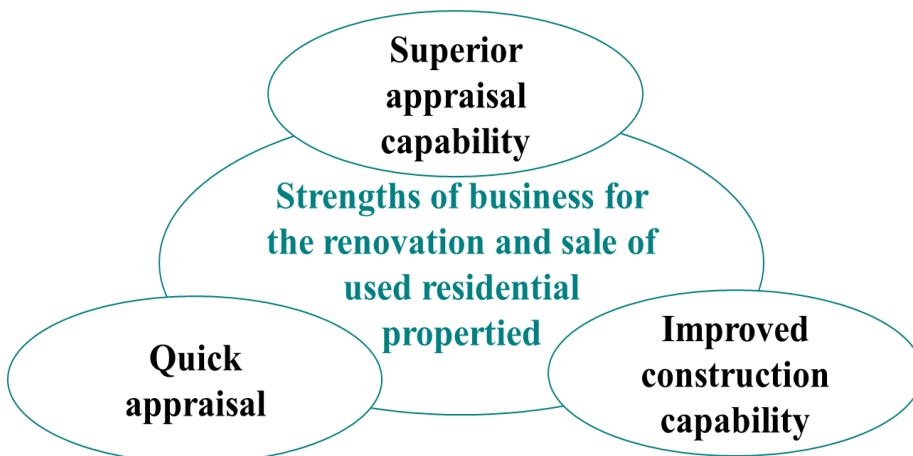 Superior
appraisal
capability
Strengths of business for
the renovation and sale of
used residential
propertied
Quick
appraisal
Improved
construction
capability